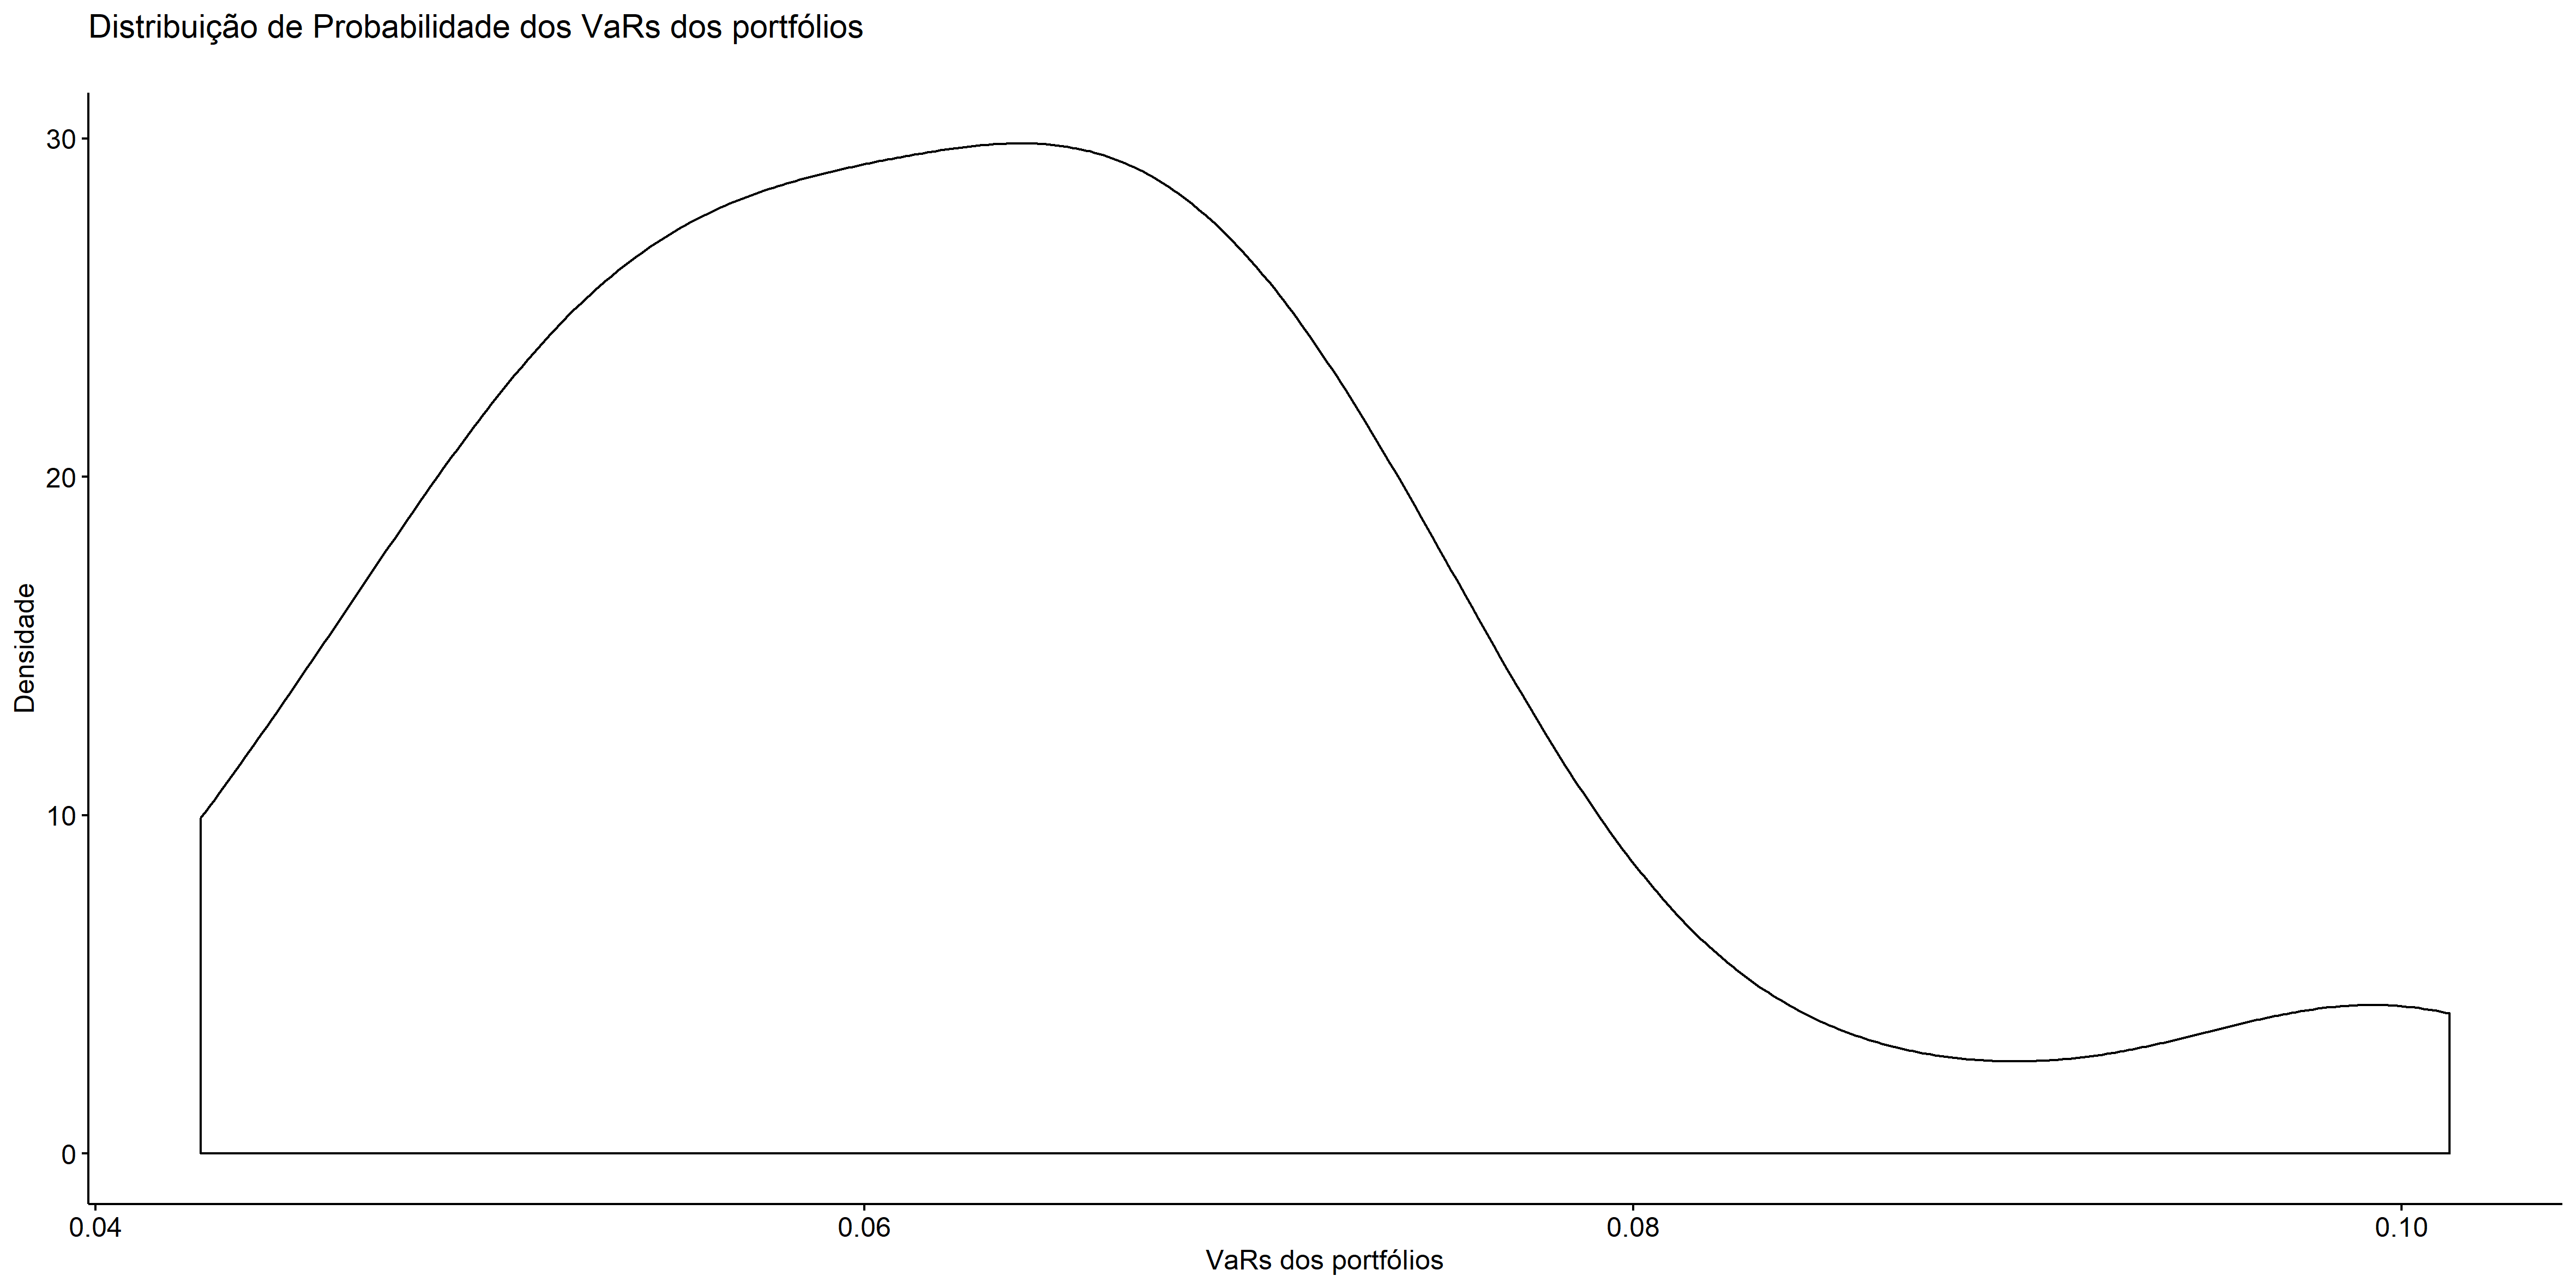 Distribuição de Probabilidade dos VaRs dos portfólios
30
20
10
0
Densidade
0.04 0.06 0.08 0.10
VaRs dos portfólios